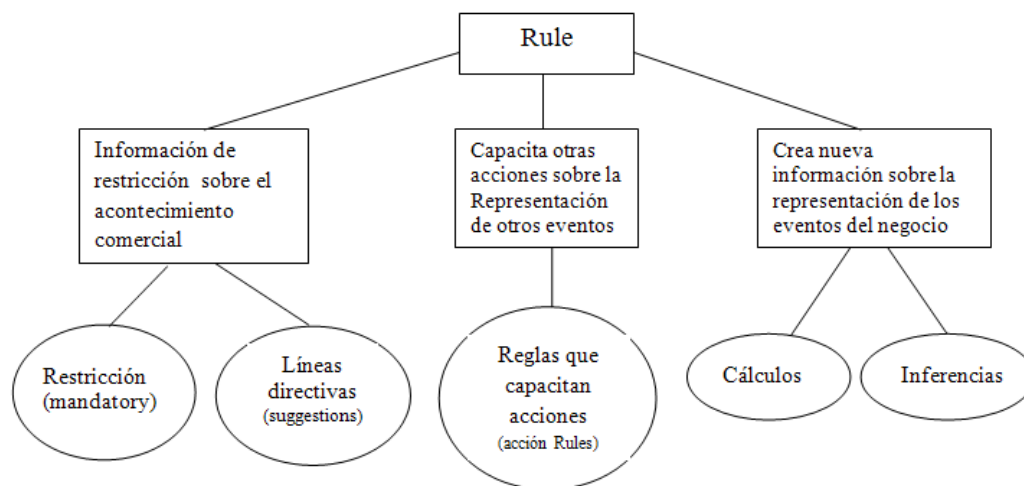 Rule
Información de
restricción sobre el
acontecimiento
comercial
Capacita otras
acciones sobre la
Representación
de otros eventos
Crea nueva
información sobre la
representación de los
eventos del negocio
Restricción
(mandatory)
Líneas
directivas
(suggestions)
Reglas que
capacitan
acciones
(acción Rules)
Cálculos
Inferencias